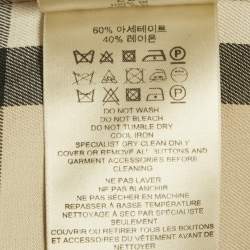 60% 아세테이트
40% 레이온
DO NOT WASH
DO NOT BLEACH
DO NOT TUMBLE DRY
COOL IRON
SPECIALIST DRY CLEAN ONLY
COVER OR REMOVE ALL BUTTONS AND
GARMENT ACCESSORIES BEFORE
CLEANING
NE PAS LAVER
NE PAS BLANCHIR
NE PAS SÉCHER EN MACHINE
REPASSER À BASSE TEMPÉRATURE
NETTOYAGE À SEC PAR SPÉCIALISTE
SEULEMENT
COUVRIR OU RETIRER TOUS LES BOUTONS
ET ACCESSOIRES DU VÊTEMENT AVANT DE
NETTOYER